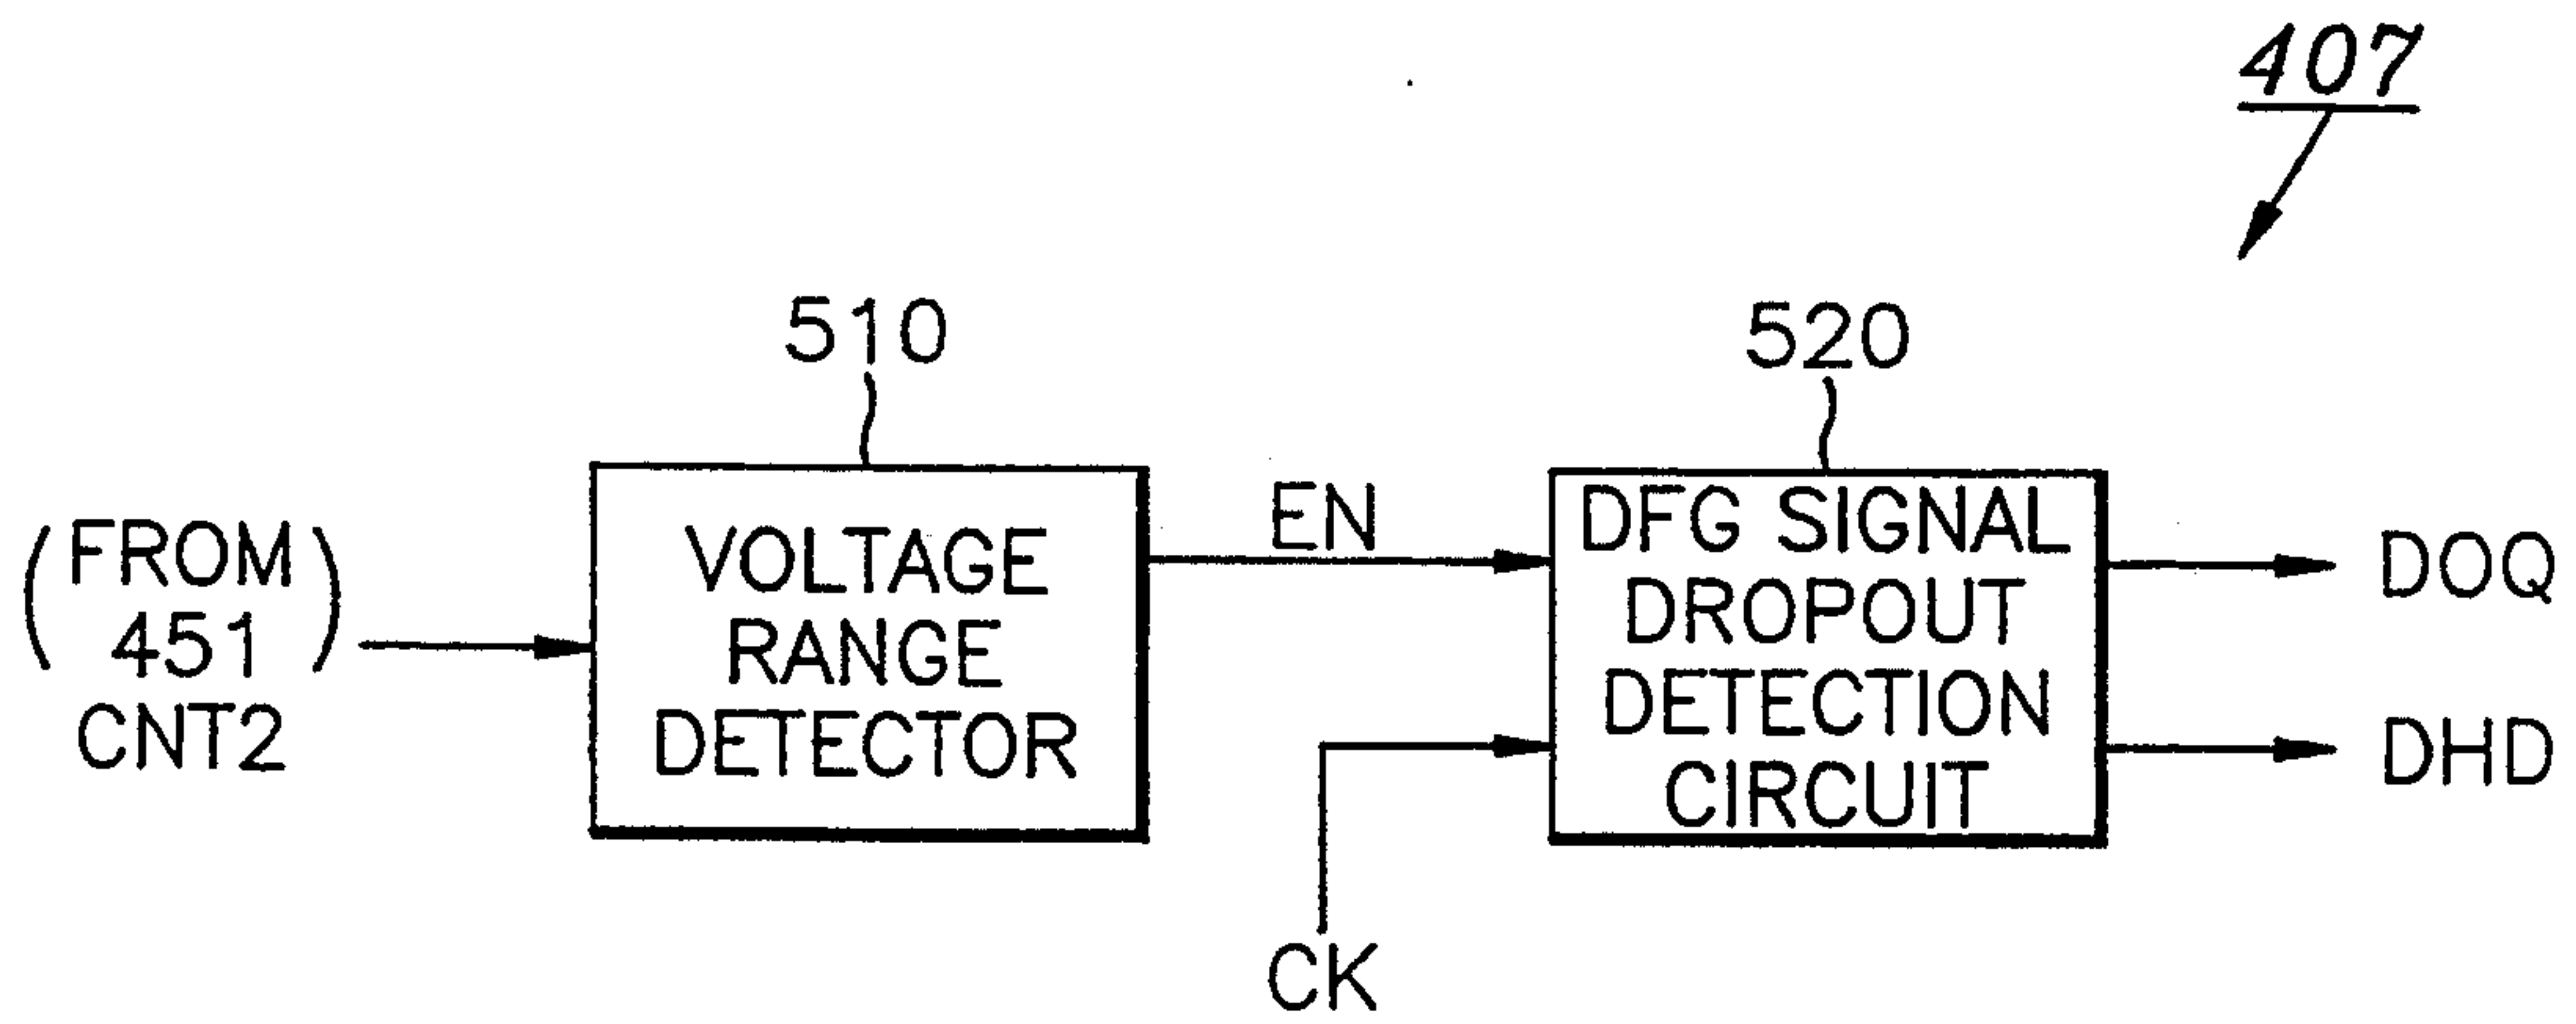 407
510
520
(FROM 451)
CNT2
VOLTAGE
RANGE
DETECTOR
EN
CK
DFG SIGNAL
DROPOUT
DETECTION
CIRCUIT
DOQ
DHD